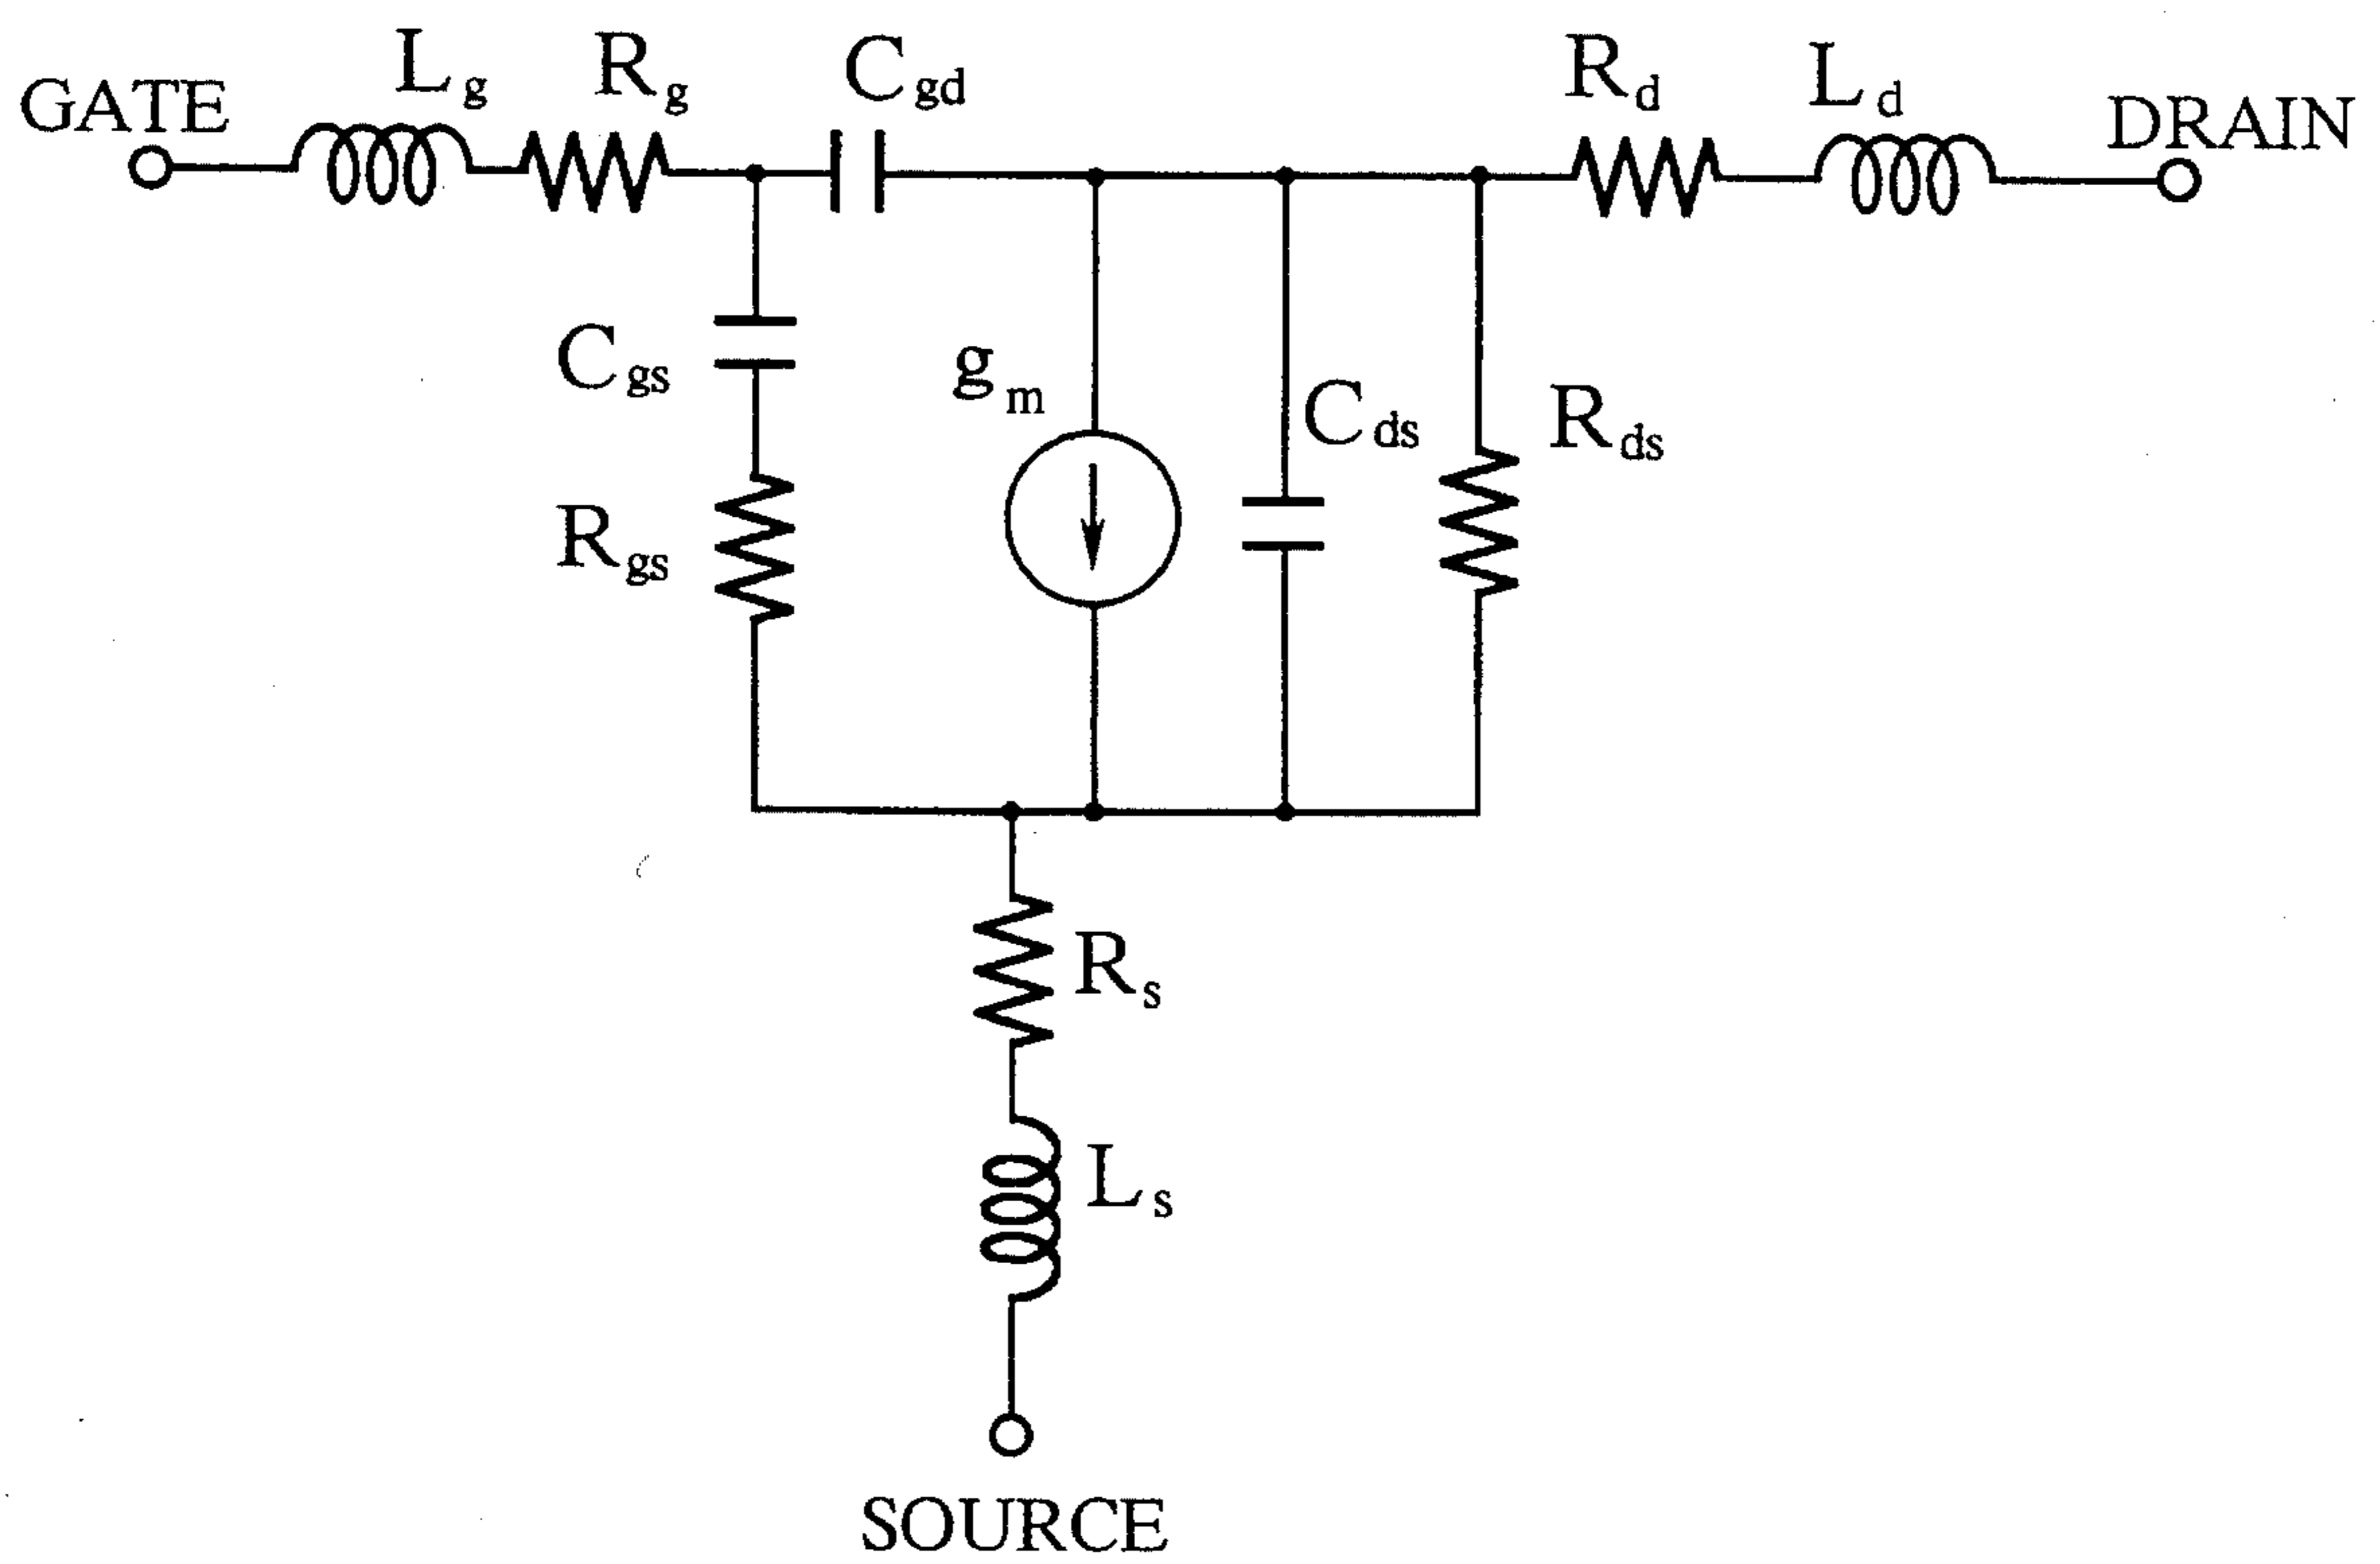 GATE
Lg
Rg
Cgd
Rd
Ld
DRAIN
Cgs
gm
Cds
Rds
Rgs
Rs
Ls
SOURCE